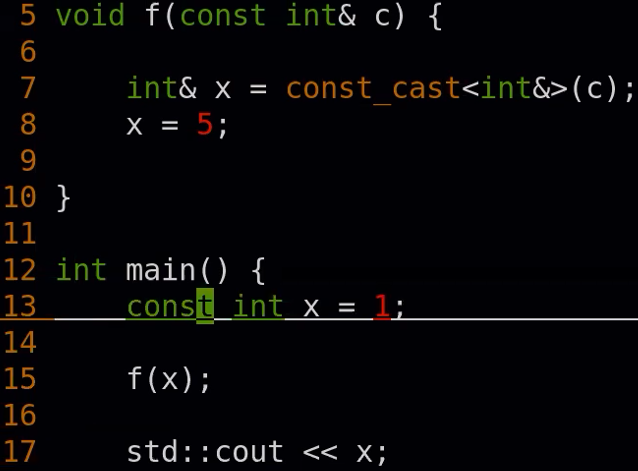 5 void f(const int& c) {
6
7     int& x = const_cast<int&>(c);
8     x = 5;
9
10 }
11
12 int main() {
13     const int x = 1;
14
15     f(x);
16
17     std::cout << x;